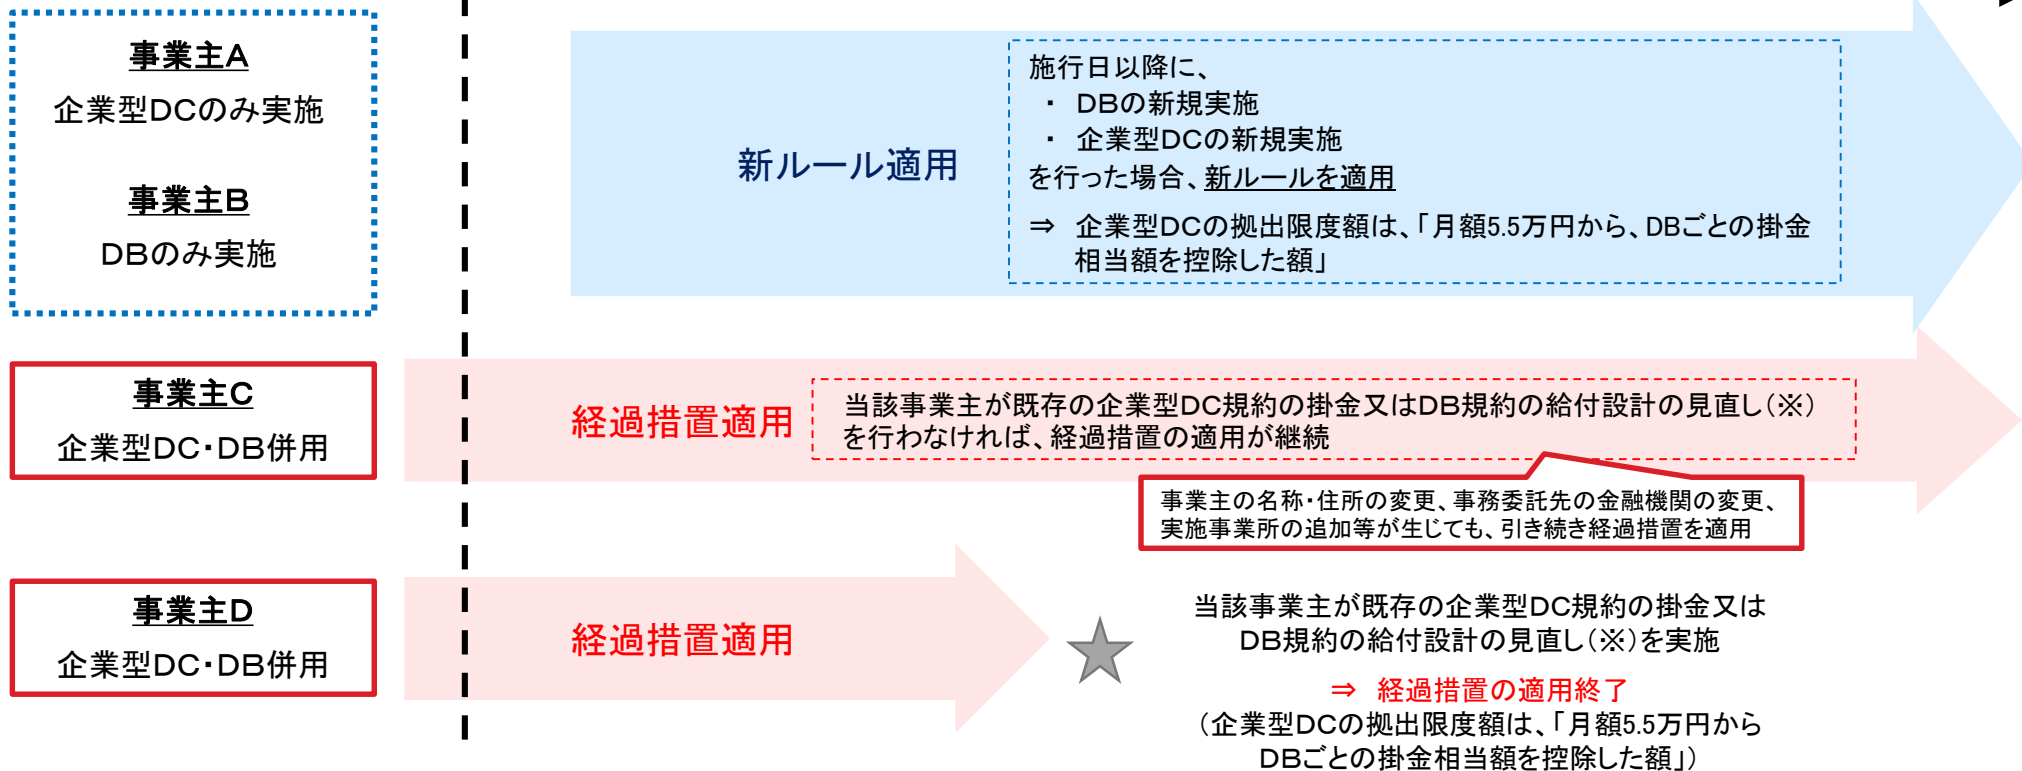 事業主A
企業型DCのみ実施
事業主B
DBのみ実施
新ルール適用
施行日以降に、
・ DBの新規実施
・ 企業型DCの新規実施
を行った場合、新ルールを適用
⇒ 企業型DCの拠出限度額は、「月額5.5万円から、DBごとの掛金
相当額を控除した額」
事業主C
企業型DC・DB併用
経過措置適用
当該事業主が既存の企業型DC規約の掛金又はDB規約の給付設計の見直し(※)
を行わなければ、経過措置の適用が継続
事業主の名称・住所の変更、事務委託先の金融機関の変更、
実施事業所の追加等が生じても、引き続き経過措置を適用
事業主D
企業型DC・DB併用
経過措置適用
当該事業主が既存の企業型DC規約の掛金又は
DB規約の給付設計の見直し(※)を実施
⇒ 経過措置の適用終了
(企業型DCの拠出限度額は、「月額5.5万円から
DBごとの掛金相当額を控除した額」)